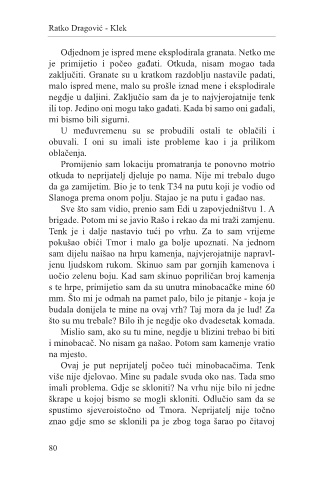 Ratko Dragović - Klek
Odjednom je ispred mene eksplodirala granata. Netko me
je primijetio i počeo gađati. Otkuda, nisam mogao tada
zaključiti. Granate su u kratkom razdoblju nastavile padati,
malo ispred mene, malo su prošle iznad mene i eksplodirale
negdje u daljini. Zaključio sam da je to najvjerojatnije tenk
ili top. Jedino oni mogu tako gađati. Kada bi samo oni gađali,
mi bismo bili sigurni.
U međuvremenu su se probudili ostali te oblačili i
obuvali. I oni su imali iste probleme kao i ja prilikom
oblačenja.
Promijenio sam lokaciju promatranja te ponovno motrio
otkuda to neprijatelj djeluje po nama. Nije mi trebalo dugo
da ga zamijetim. Bio je to tenk T34 na putu koji je vodio od
Slanoga prema onom polju. Stajao je na putu i gađao nas.
Sve što sam vidio, prenio sam Edi u zapovjedništvu 1. A
brigade. Potom mi se javio Rašo i rekao da mi traži zamjenu.
Tenk je i dalje nastavio tući po vrhu. Za to sam vrijeme
pokušao obići Tmor i malo ga bolje upoznati. Na jednom
sam dijelu naišao na hrpu kamenja, najvjerojatnije napravl-
jenu ljudskom rukom. Skinuo sam par gornjih kamenova i
uočio zelenu boju. Kad sam skinuo popriličan broj kamenja
s te hrpe, primijetio sam da su unutra minobacačke mine 60
mm. Što mi je odmah na pamet palo, bilo je pitanje - koja je
budala donijela te mine na ovaj vrh? Taj mora da je lud! Za
što su mu trebale? Bilo ih je negdje oko dvadesetak komada.
Mislio sam, ako su tu mine, negdje u blizini trebao bi biti
i minobacač. No nisam ga našao. Potom sam kamenje vratio
na mjesto.
Ovaj je put neprijatelj počeo tući minobacačima. Tenk
više nije djelovao. Mine su padale svuda oko nas. Tada smo
imali problema. Gdje se skloniti? Na vrhu nije bilo ni jedne
škrape u kojoj bismo se mogli skloniti. Odlučio sam da se
spustimo sjeveroistočno od Tmora. Neprijatelj nije točno
znao gdje smo se sklonili pa je zbog toga šarao po čitavoj
80